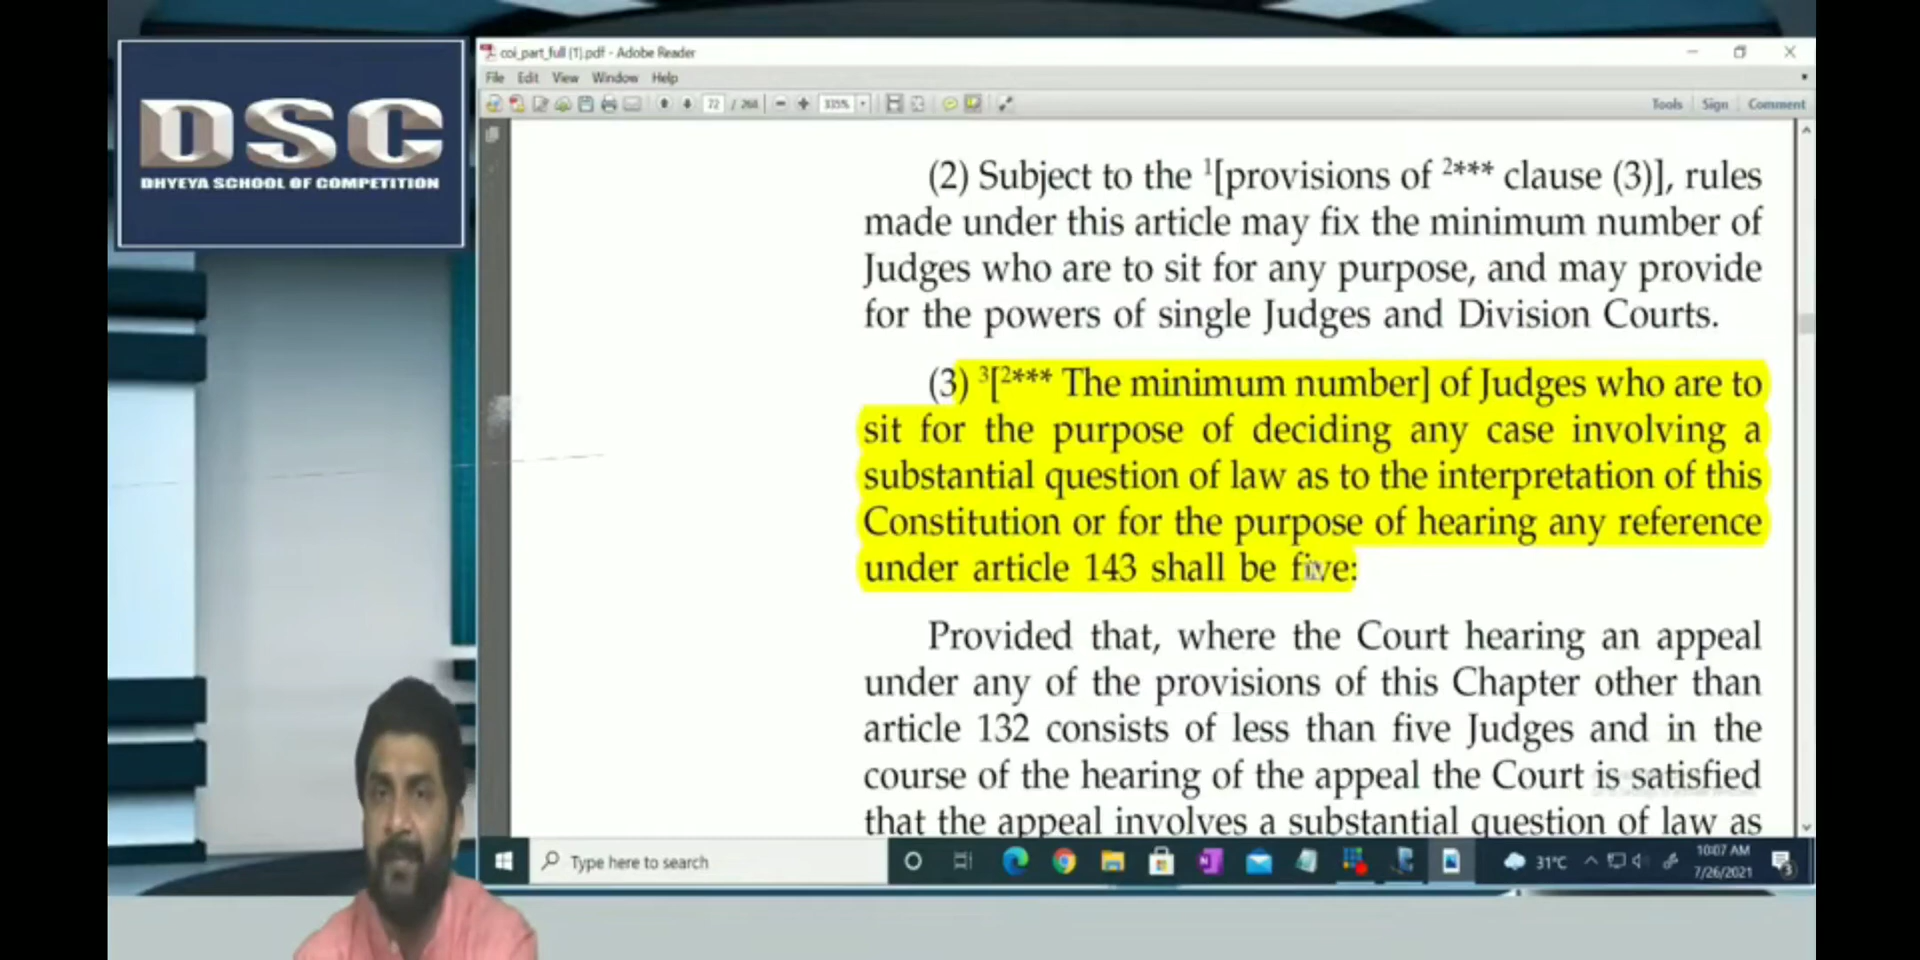 DSC
DHYEYA SCHOOL OF COMPETITION
coi_part_full (1).pdf - Adobe Reader
File Edit View Window Help
72 / 268 335%
Tools Sign Comment
(2) Subject to the ¹[provisions of ²*** clause (3)], rules
made under this article may fix the minimum number of
Judges who are to sit for any purpose, and may provide
for the powers of single Judges and Division Courts.
(3) ³[²*** The minimum number] of Judges who are to
sit for the purpose of deciding any case involving a
substantial question of law as to the interpretation of this
Constitution or for the purpose of hearing any reference
under article 143 shall be five:
Provided that, where the Court hearing an appeal
under any of the provisions of this Chapter other than
article 132 consists of less than five Judges and in the
course of the hearing of the appeal the Court is satisfied
that the appeal involves a substantial question of law as
Type here to search
31°C
10:07 AM
7/26/2021
3